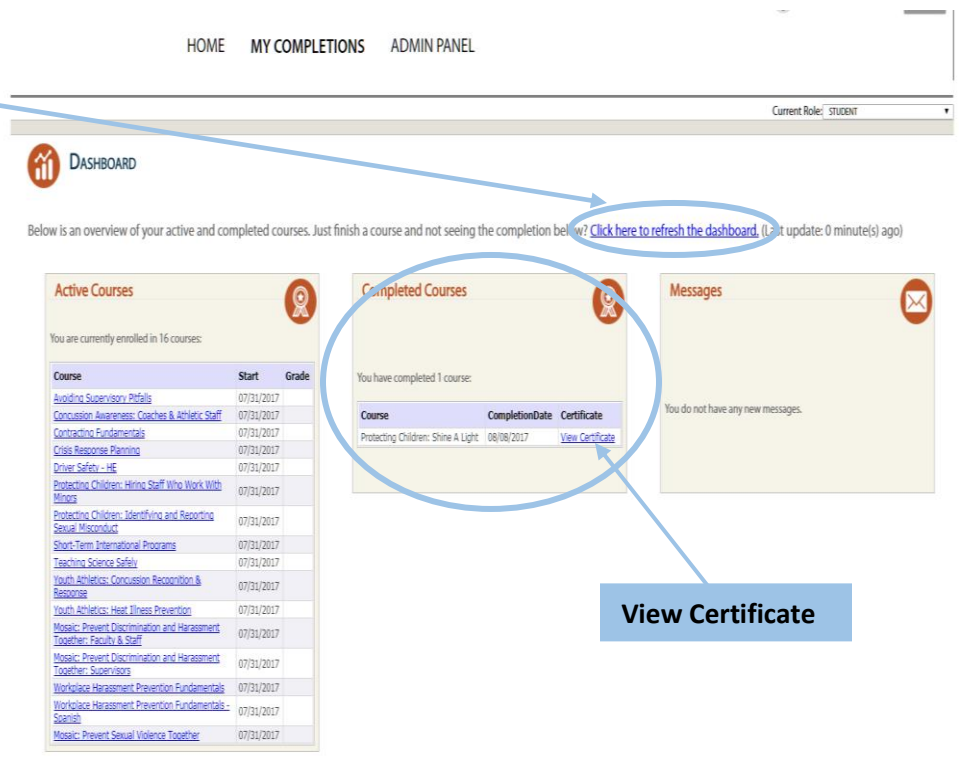 HOME MY COMPLETIONS ADMIN PANEL
Current Role: STUDENT
DASHBOARD
Below is an overview of your active and completed courses. Just finish a course and not seeing the completion below? Click here to refresh the dashboard. (Last update: 0 minute(s) ago)
Active Courses
You are currently enrolled in 16 courses:
Course Start Grade
Avoiding Supervisory Pitfalls 07/31/2017
Concussion Awareness: Coaches & Athletic Staff 07/31/2017
Contracting Fundamentals 07/31/2017
Crisis Response Planning 07/31/2017
Driver Safety - HE 07/31/2017
Protecting Children: Hiring Staff Who Work With
Minors 07/31/2017
Protecting Children: Identifying and Reporting
Sexual Misconduct 07/31/2017
Short-Term International Programs 07/31/2017
Teaching Science Safely 07/31/2017
Youth Athletics: Concussion Recognition &
Response 07/31/2017
Youth Athletics: Heat Illness Prevention 07/31/2017
Mosaic: Prevent Discrimination and Harassment
Together: Faculty & Staff 07/31/2017
Mosaic: Prevent Discrimination and Harassment
Together: Supervisors 07/31/2017
Workplace Harassment Prevention Fundamentals 07/31/2017
Workplace Harassment Prevention Fundamentals -
Spanish 07/31/2017
Mosaic: Prevent Sexual Violence Together 07/31/2017
Completed Courses
You have completed 1 course:
Course CompletionDate Certificate
Protecting Children: Shine A Light 08/08/2017 View Certificate
Messages
You do not have any new messages.
View Certificate